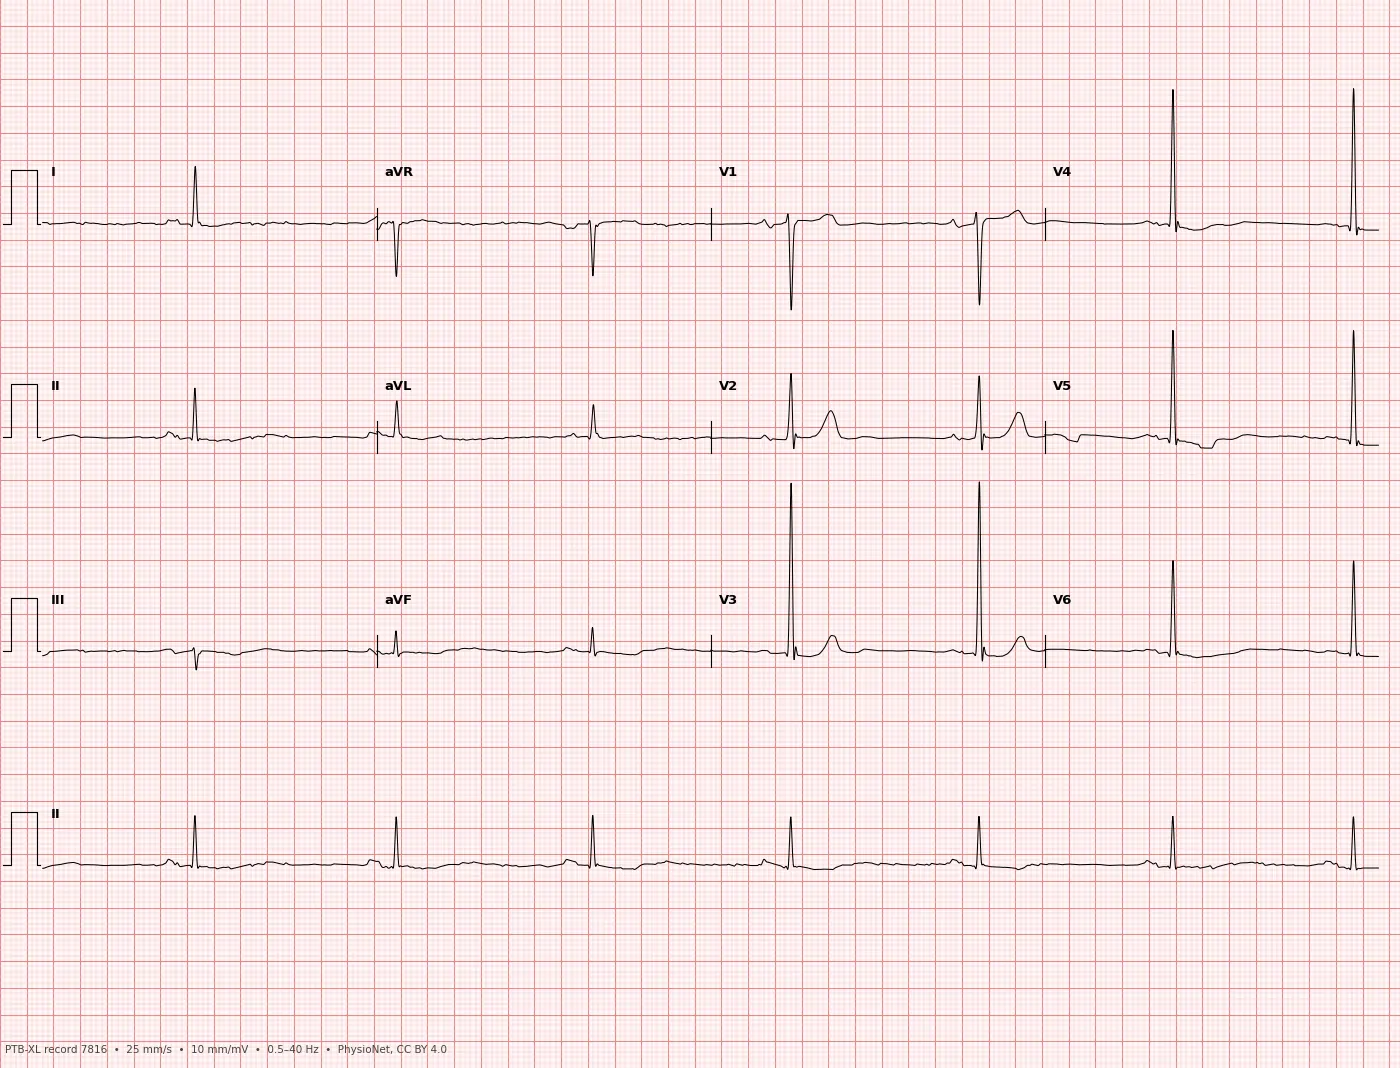 I aVR V1 V4
II aVL V2 V5
III aVF V3 V6
II
PTB-XL record 7816 • 25 mm/s • 10 mm/mV • 0.5–40 Hz • PhysioNet, CC BY 4.0